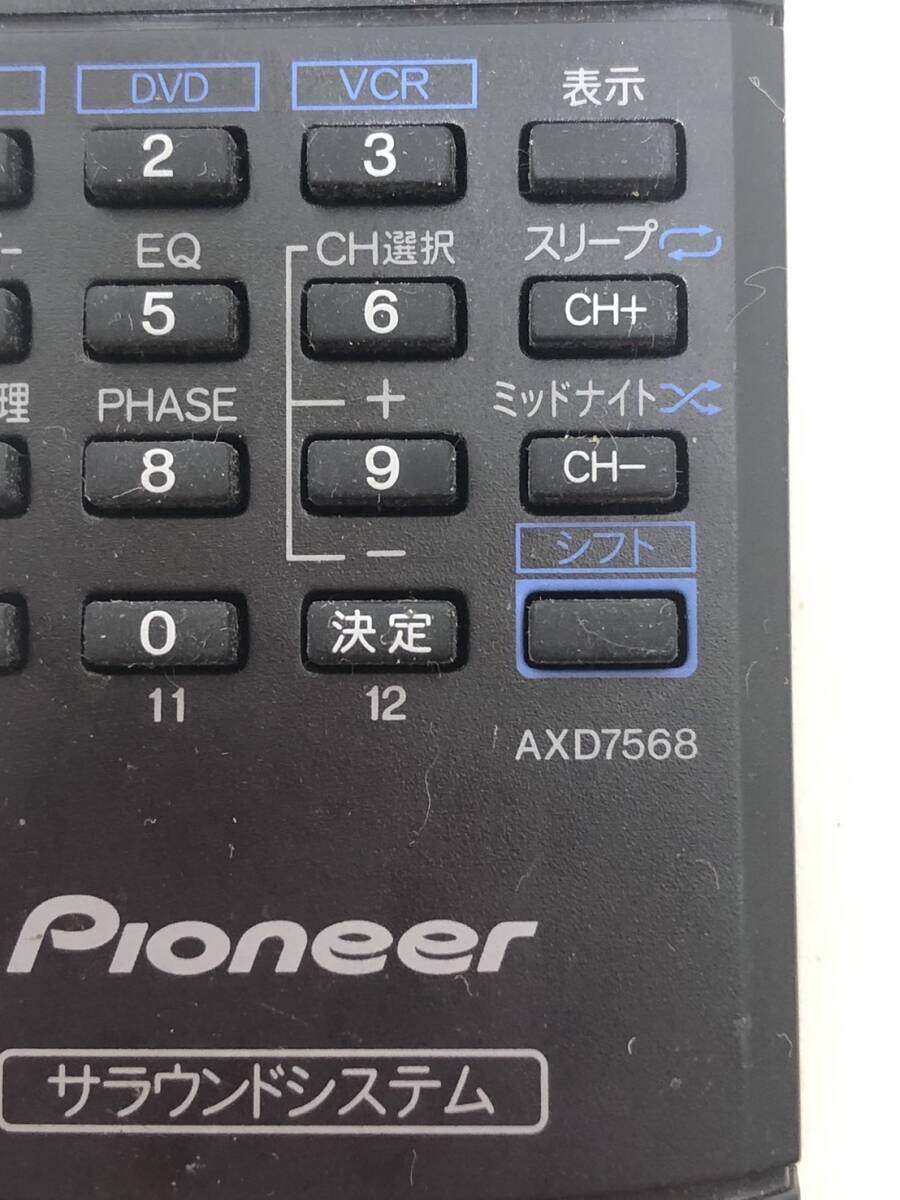 DVD VCR 表示
2 3
EQ CH選択 スリープ
5 6 CH+
理 PHASE + ミッドナイト
8 9 CH−
− シフト
0 決定
11 12
AXD7568
Pioneer
サラウンドシステム